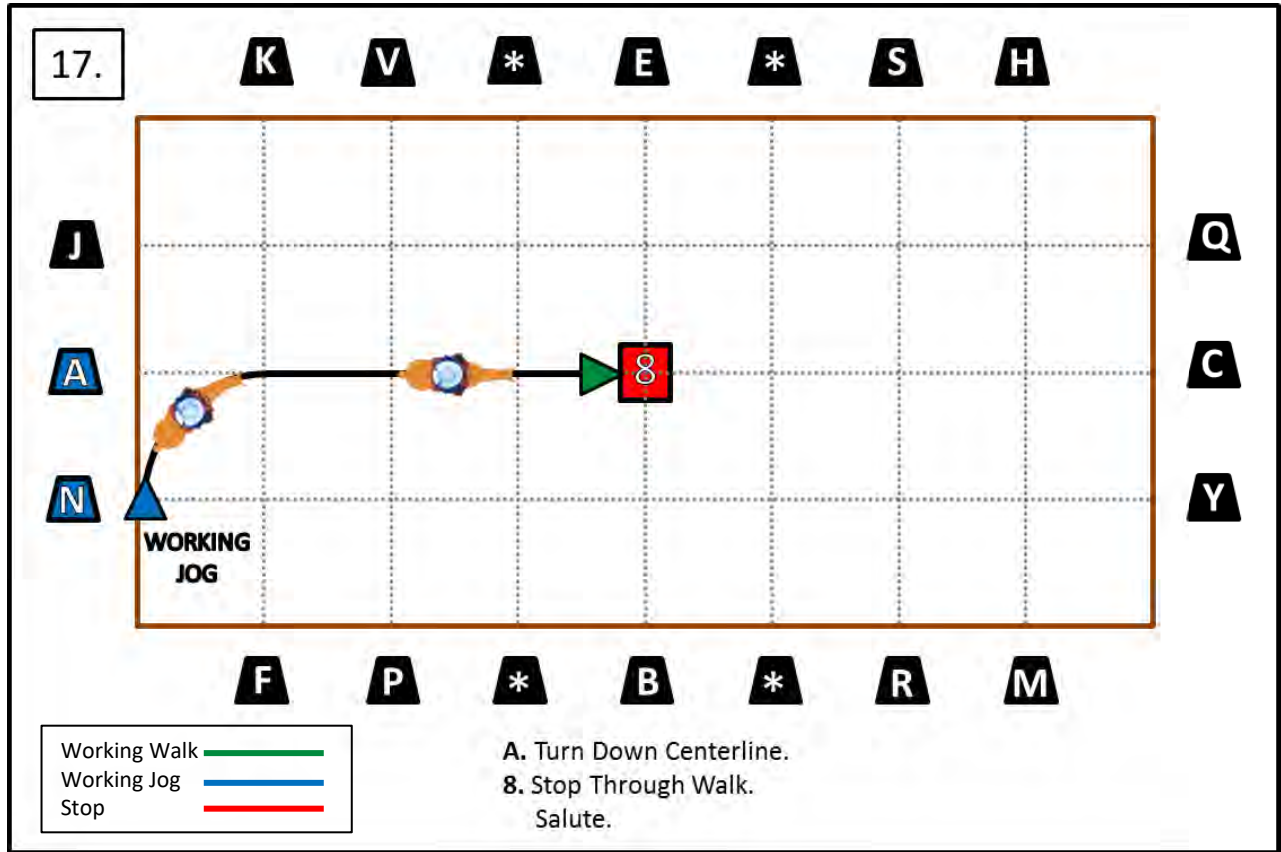 17.
K V * E * S H
J
Q
A
8
C
N
Y
WORKING
JOG
F P * B * R M
Working Walk
Working Jog
Stop
A. Turn Down Centerline.
8. Stop Through Walk.
Salute.